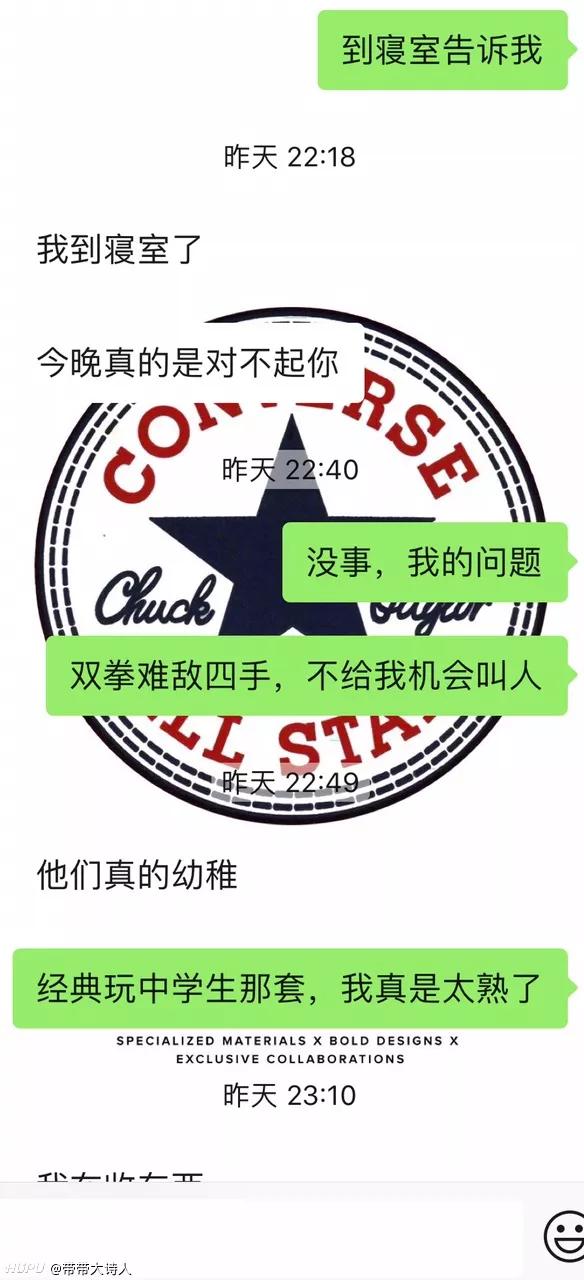 到寝室告诉我
昨天 22:18
我到寝室了
今晚真的是对不起你
CONVERSE
昨天 22:40
没事，我的问题
Chuck
双拳难敌四手，不给我机会叫人
ALL STAR
昨天 22:49
他们真的幼稚
经典玩中学生那套，我真是太熟了
SPECIALIZED MATERIALS X BOLD DESIGNS X
EXCLUSIVE COLLABORATIONS
昨天 23:10
HUPU @带带大诗人